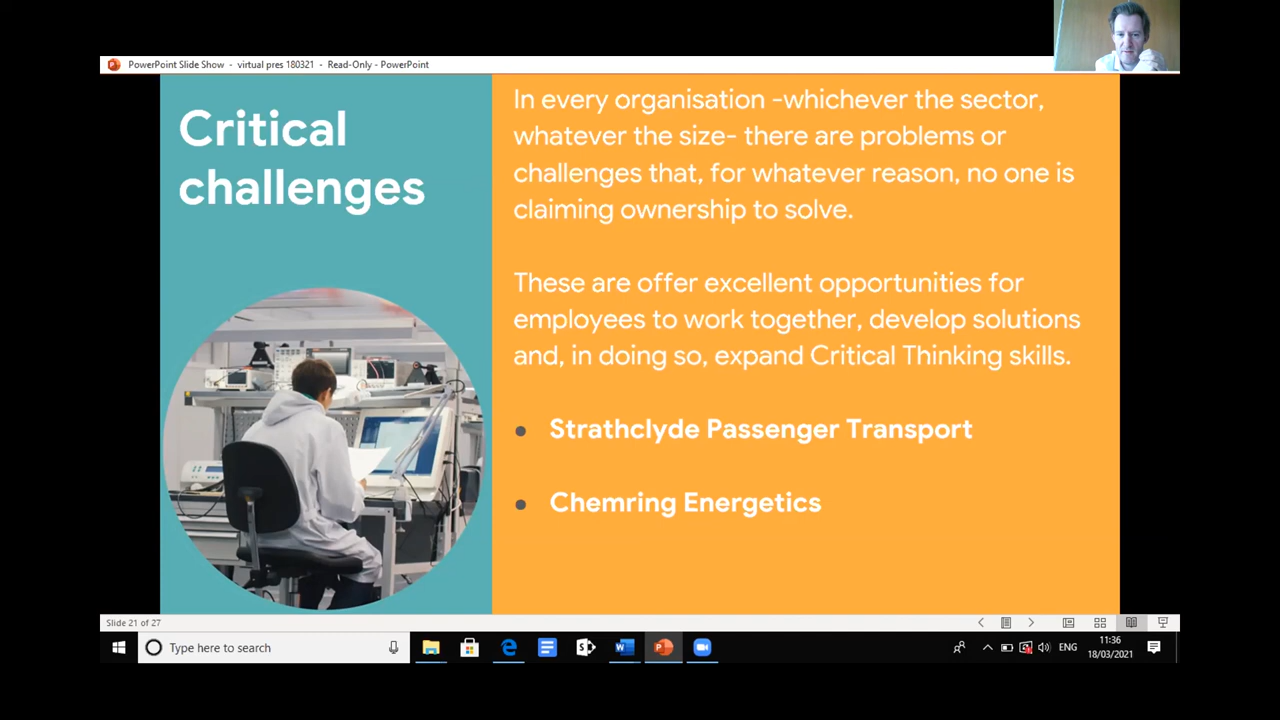 PowerPoint Slide Show - virtual pres 180321 - Read-Only - PowerPoint
Critical
challenges
In every organisation -whichever the sector,
whatever the size- there are problems or
challenges that, for whatever reason, no one is
claiming ownership to solve.
These are offer excellent opportunities for
employees to work together, develop solutions
and, in doing so, expand Critical Thinking skills.
● Strathclyde Passenger Transport
● Chemring Energetics
Slide 21 of 27
Type here to search
ENG
11:36
18/03/2021